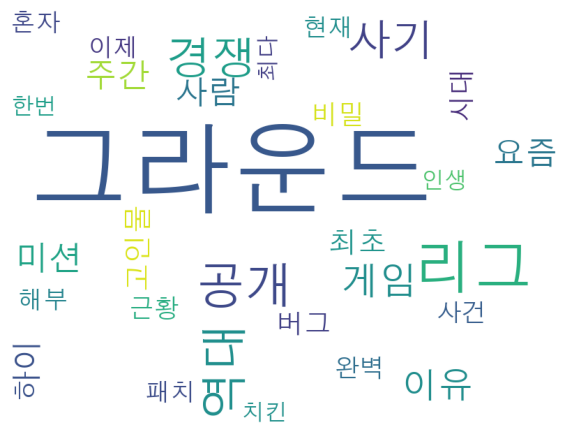 혼자
이제
경쟁
최다
현재
사기
주간
사람
시대
한번
비밀
그라운드
요즘
인생
고인물
미션
최초
리그
공개
게임
해부
근황
버그
사건
역대
하이
패치
완벽
이유
치킨